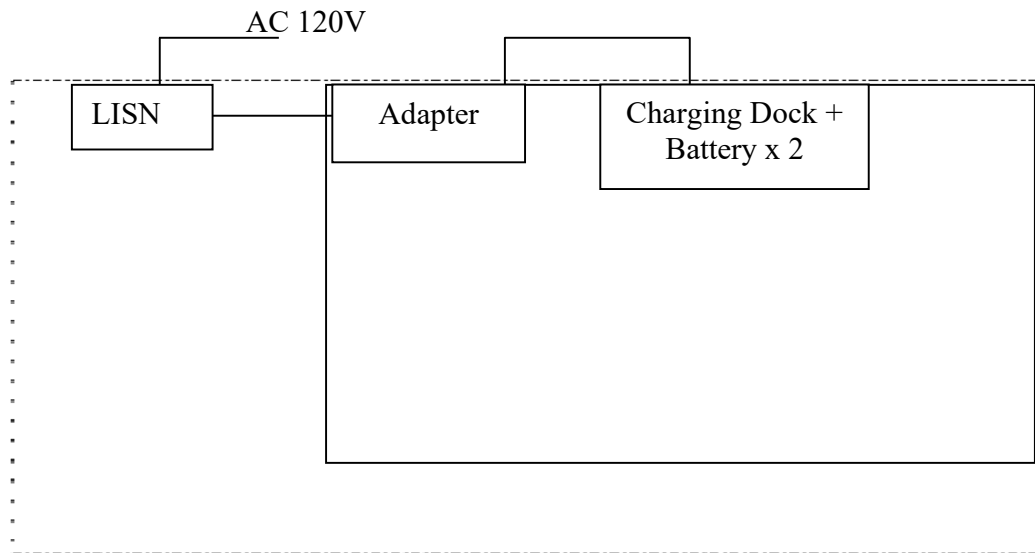 AC 120V
LISN
Adapter
Charging Dock +
Battery x 2